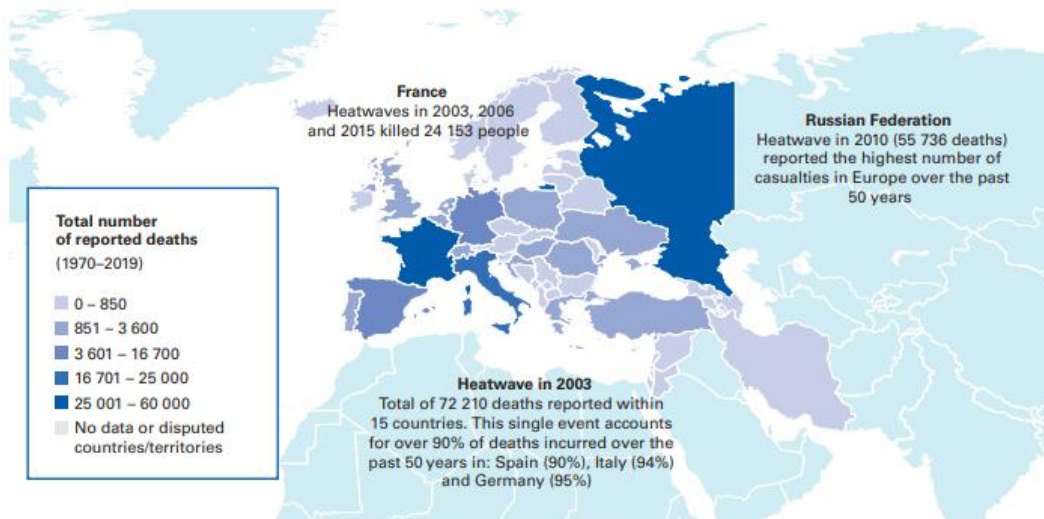 France
Heatwaves in 2003, 2006
and 2015 killed 24 153 people
Russian Federation
Heatwave in 2010 (55 736 deaths)
reported the highest number of
casualties in Europe over the past
50 years
Total number
of reported deaths
(1970–2019)
0 – 850
851 – 3 600
3 601 – 16 700
16 701 – 25 000
25 001 – 60 000
No data or disputed
countries/territories
Heatwave in 2003
Total of 72 210 deaths reported within
15 countries. This single event accounts
for over 90% of deaths incurred over the
past 50 years in: Spain (90%), Italy (94%)
and Germany (95%)